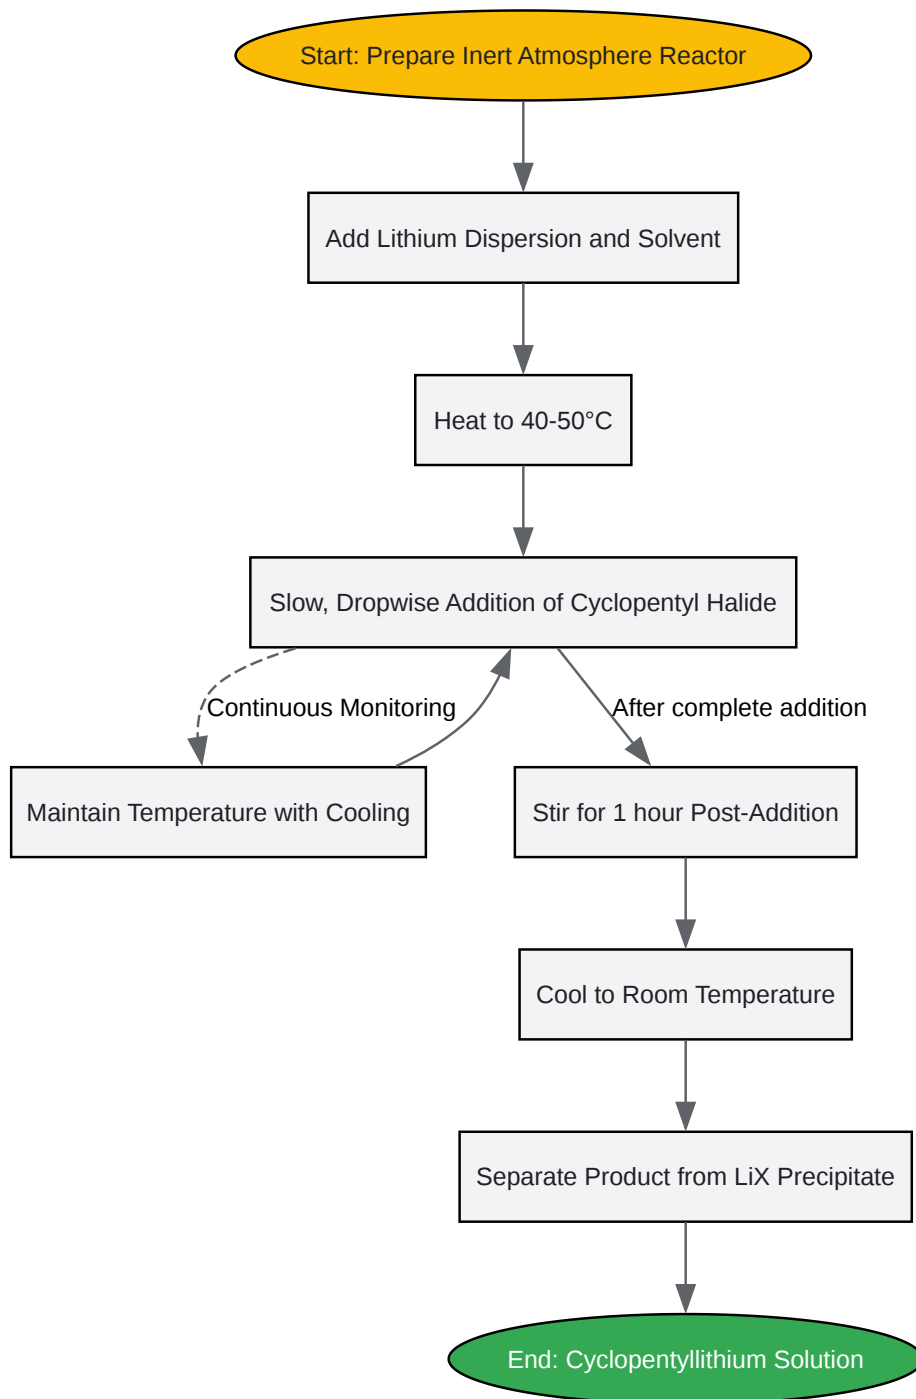 Start: Prepare Inert Atmosphere Reactor
Add Lithium Dispersion and Solvent
Heat to 40-50°C
Slow, Dropwise Addition of Cyclopentyl Halide
Continuous Monitoring
After complete addition
Maintain Temperature with Cooling
Stir for 1 hour Post-Addition
Cool to Room Temperature
Separate Product from LiX Precipitate
End: Cyclopentyllithium Solution